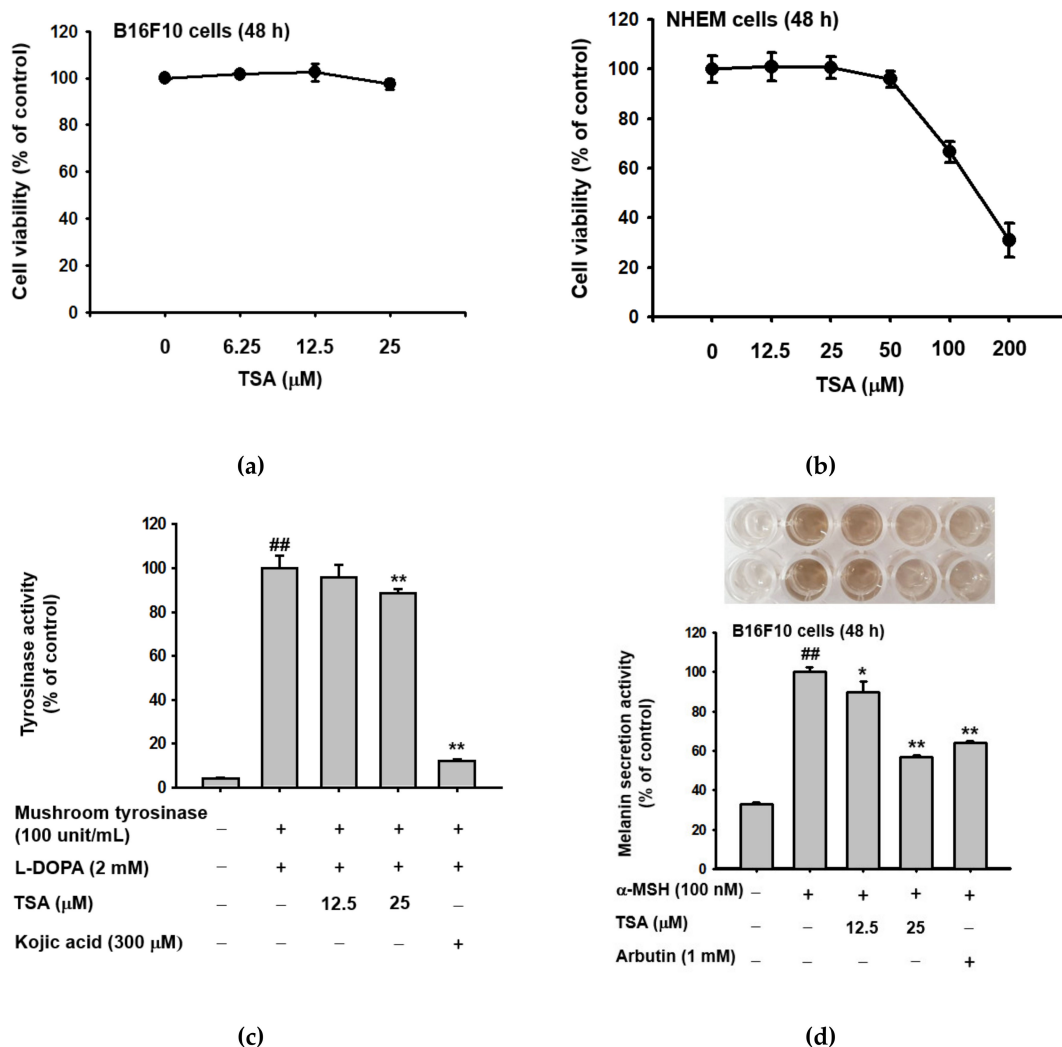 B16F10 cells (48 h)
Cell viability (% of control)
120
100
80
60
40
20
0
0 6.25 12.5 25
TSA (μM)
(a)
NHEM cells (48 h)
Cell viability (% of control)
120
100
80
60
40
20
0
0 12.5 25 50 100 200
TSA (μM)
(b)
Tyrosinase activity
(% of control)
120
100
80
60
40
20
0
## ** **
Mushroom tyrosinase
(100 unit/mL) – + + + +
L-DOPA (2 mM) – + + + +
TSA (μM) – – 12.5 25 –
Kojic acid (300 μM) – – – – +
(c)
B16F10 cells (48 h)
Melanin secretion activity
(% of control)
120
100
80
60
40
20
0
## * ** **
α-MSH (100 nM) – + + + +
TSA (μM) – – 12.5 25 –
Arbutin (1 mM) – – – – +
(d)